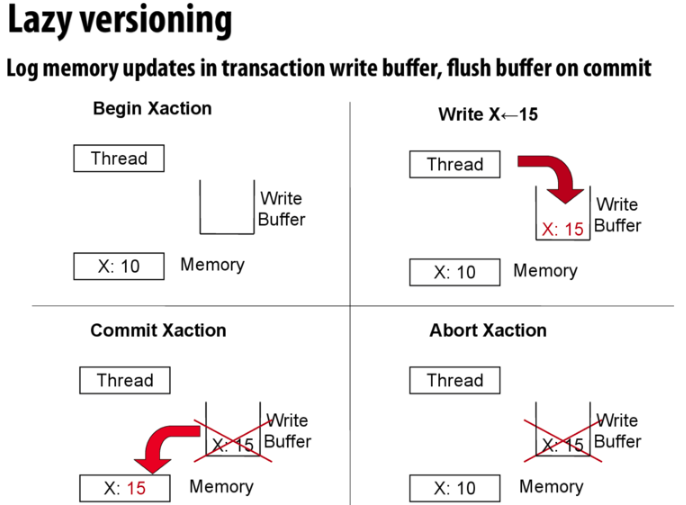 Lazy versioning
Log memory updates in transaction write buffer, flush buffer on commit
Begin Xaction
Thread
Write
Buffer
X: 10
Memory
Write X←15
Thread
Write
Buffer
X: 15
X: 10
Memory
Commit Xaction
Thread
Write
Buffer
X: 15
X: 15
Memory
Abort Xaction
Thread
Write
Buffer
X: 15
X: 10
Memory